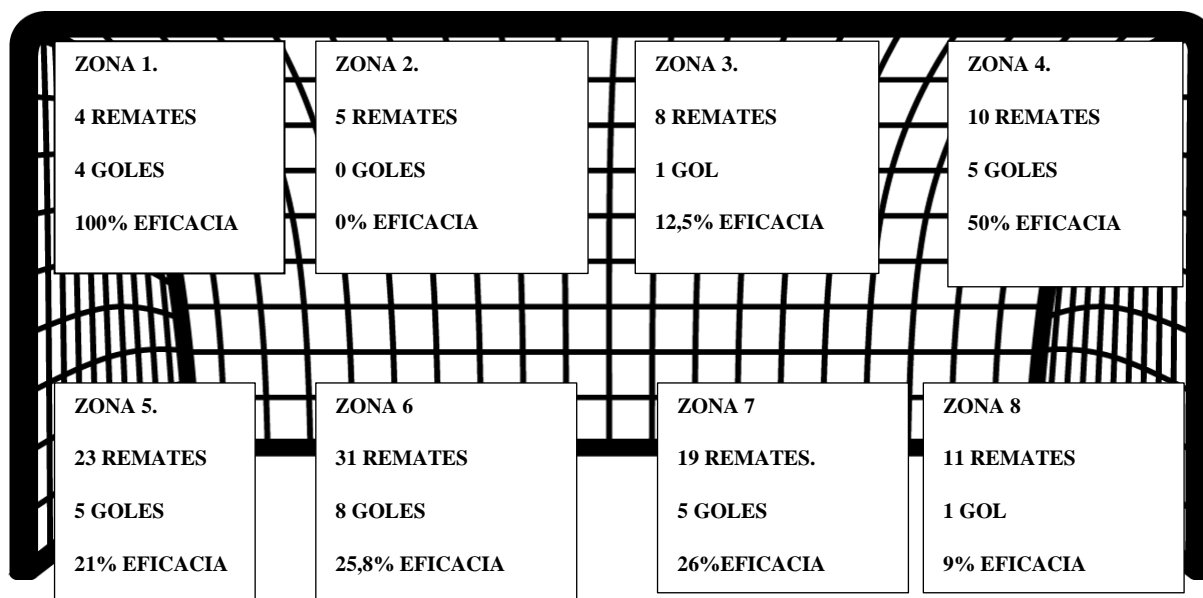 ZONA 1.
4 REMATES
4 GOLES
100% EFICACIA
ZONA 2.
5 REMATES
0 GOLES
0% EFICACIA
ZONA 3.
8 REMATES
1 GOL
12,5% EFICACIA
ZONA 4.
10 REMATES
5 GOLES
50% EFICACIA
ZONA 5.
23 REMATES
5 GOLES
21% EFICACIA
ZONA 6
31 REMATES
8 GOLES
25,8% EFICACIA
ZONA 7
19 REMATES.
5 GOLES
26%EFICACIA
ZONA 8
11 REMATES
1 GOL
9% EFICACIA